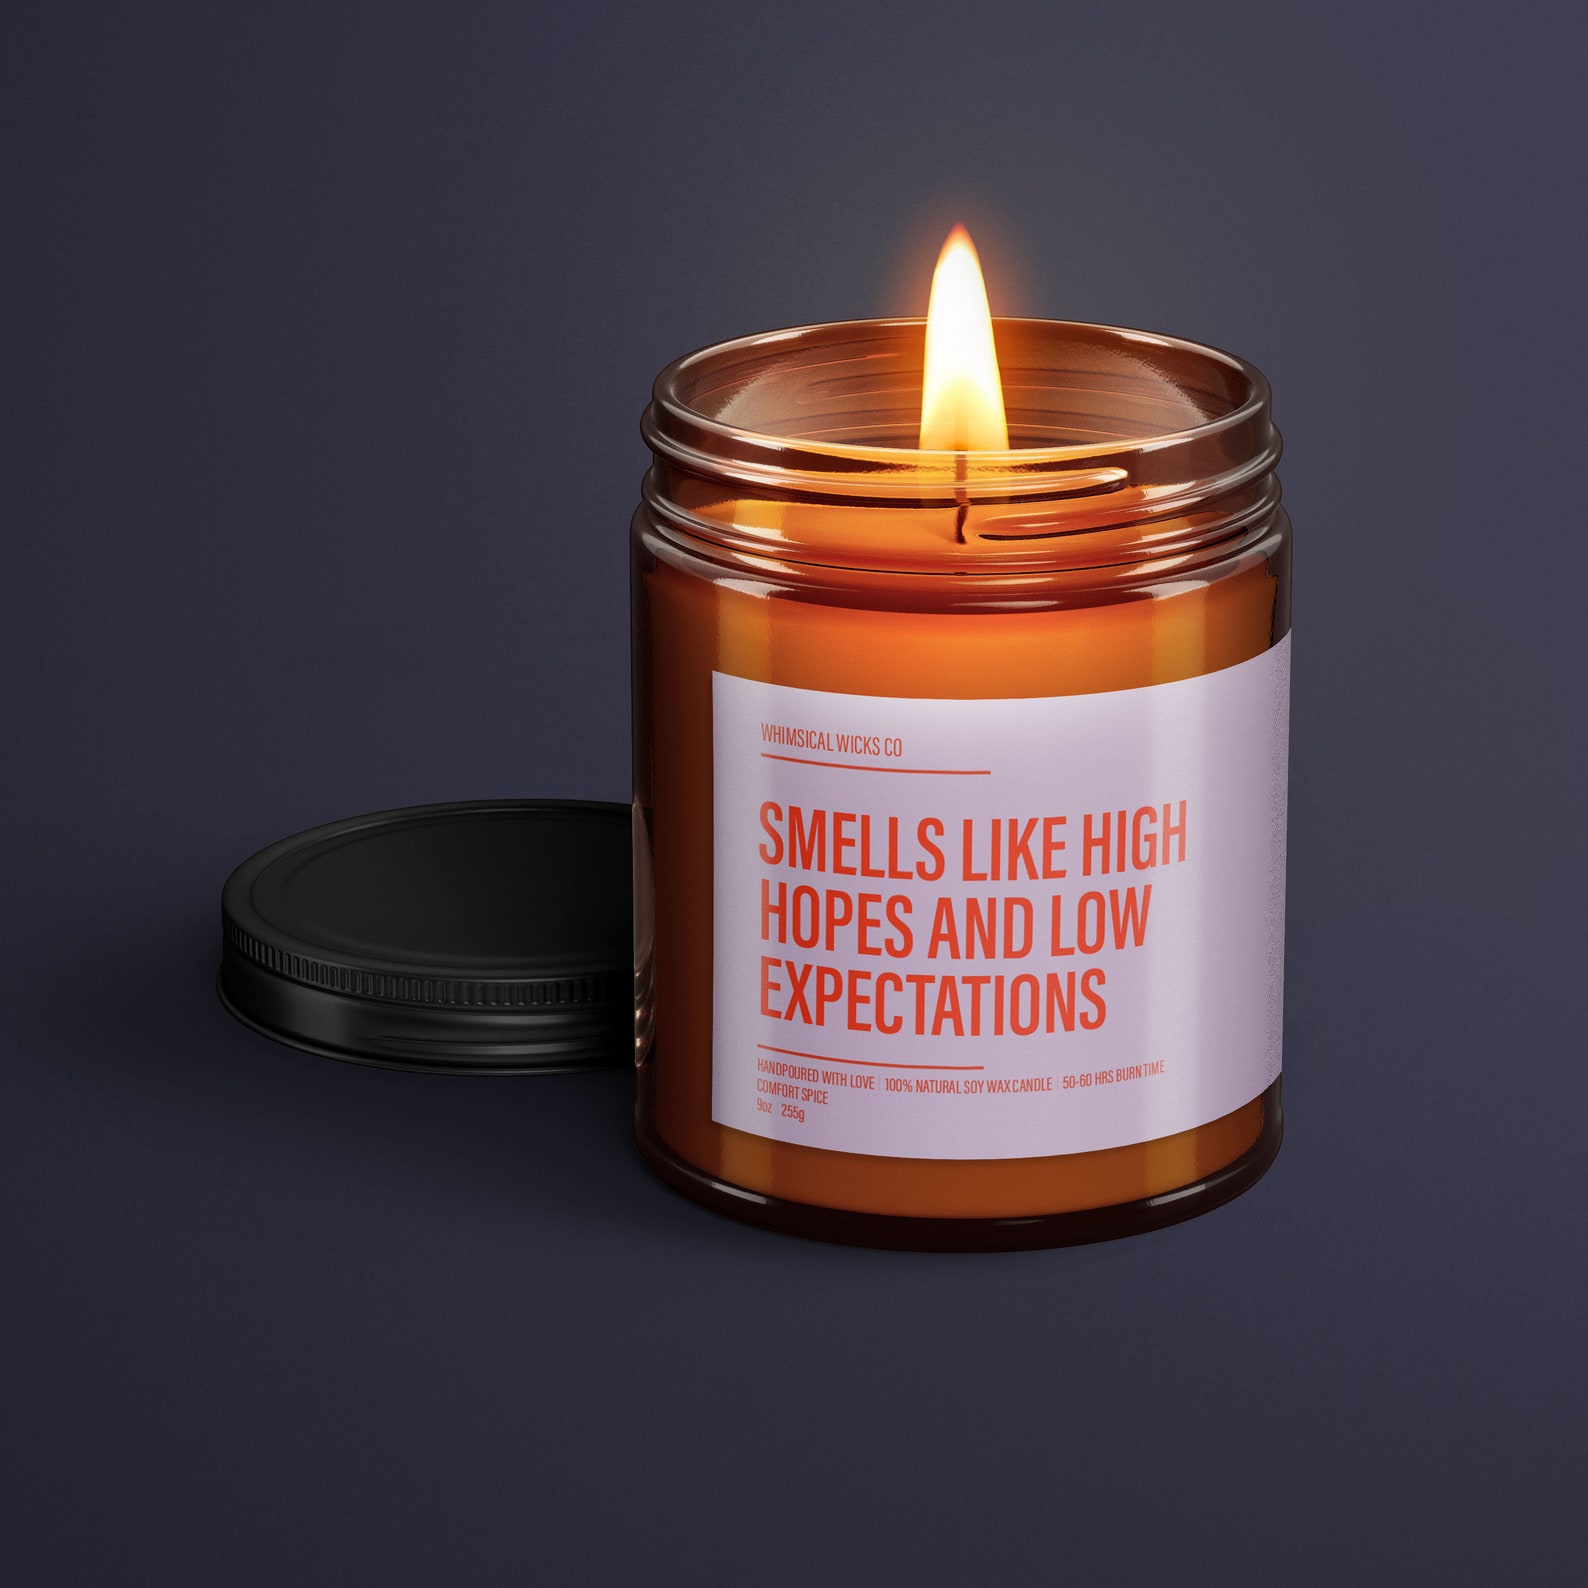 WHIMSICAL WICKS CO
SMELLS LIKE HIGH
HOPES AND LOW
EXPECTATIONS
HANDPOURED WITH LOVE | 100% NATURAL SOY WAX CANDLE | 50-60 HRS BURN TIME
COMFORT SPICE
9oz | 255g